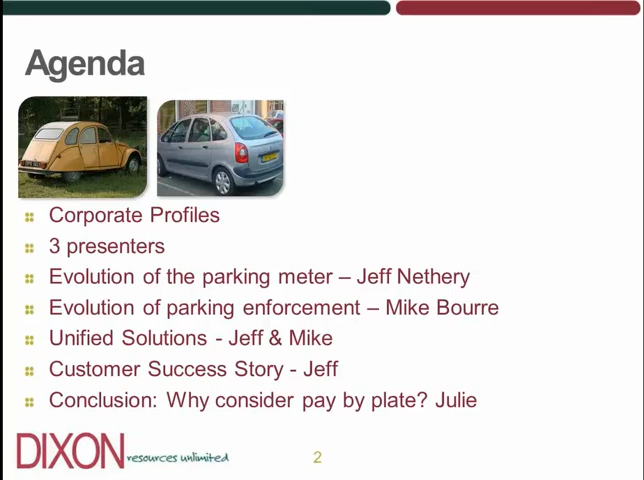 Agenda
Corporate Profiles
3 presenters
Evolution of the parking meter – Jeff Nethery
Evolution of parking enforcement – Mike Bourre
Unified Solutions - Jeff & Mike
Customer Success Story - Jeff
Conclusion: Why consider pay by plate? Julie
DIXON resources unlimited
2